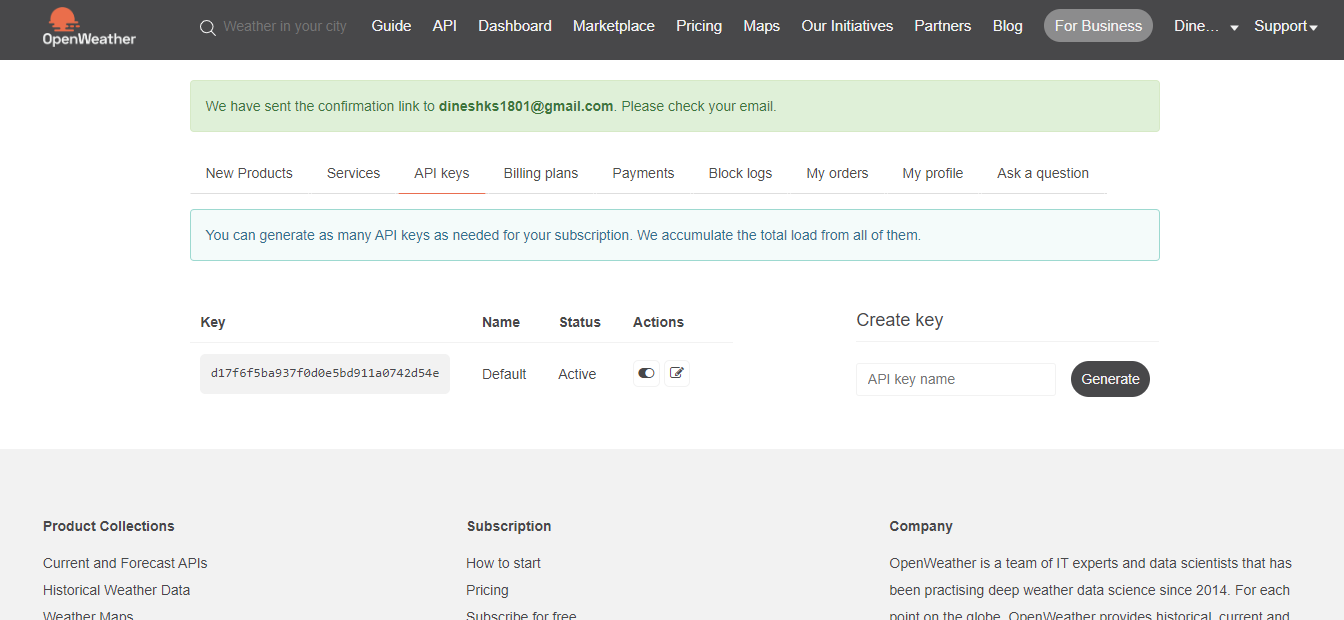 OpenWeather
Weather in your city
Guide
API
Dashboard
Marketplace
Pricing
Maps
Our Initiatives
Partners
Blog
For Business
Dine...
Support
We have sent the confirmation link to dineshks1801@gmail.com. Please check your email.
New Products
Services
API keys
Billing plans
Payments
Block logs
My orders
My profile
Ask a question
You can generate as many API keys as needed for your subscription. We accumulate the total load from all of them.
Key
Name
Status
Actions
d17f6f5ba937f0d0e5bd911a0742d54e
Default
Active
Create key
API key name
Generate
Product Collections
Current and Forecast APIs
Historical Weather Data
Weather Maps
Subscription
How to start
Pricing
Subscribe for free
Company
OpenWeather is a team of IT experts and data scientists that has
been practising deep weather data science since 2014. For each
point on the globe, OpenWeather provides historical, current and